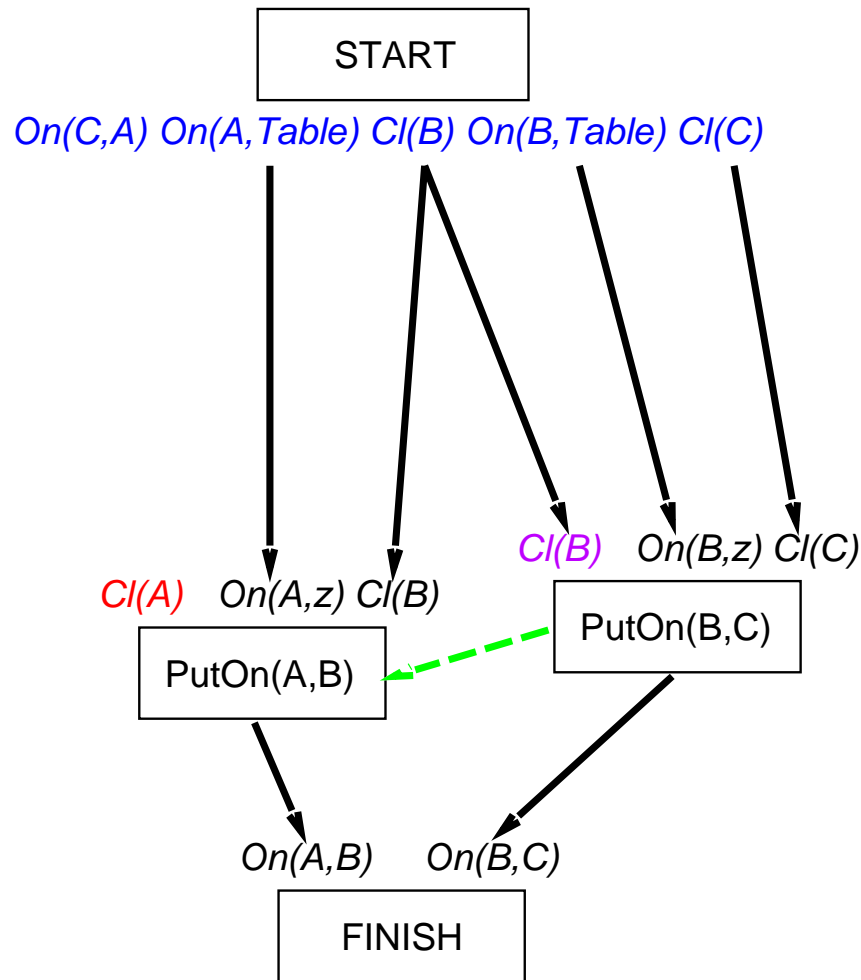 START
On(C,A) On(A,Table) Cl(B) On(B,Table) Cl(C)
Cl(B) On(B,z) Cl(C)
Cl(A) On(A,z) Cl(B)
PutOn(B,C)
PutOn(A,B)
On(A,B) On(B,C)
FINISH